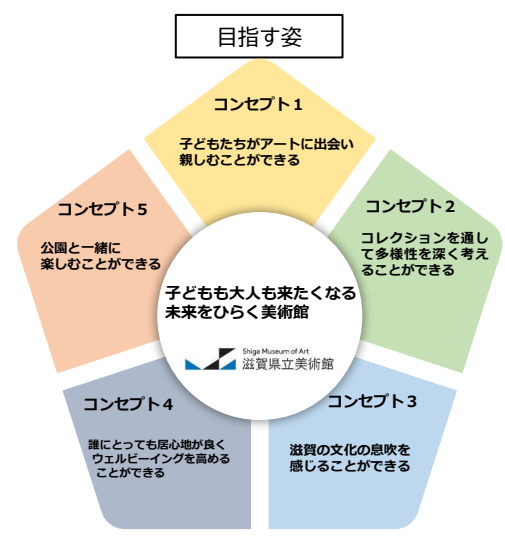 目指す姿
コンセプト１
子どもたちがアートに出会い
親しむことができる
コンセプト２
コレクションを通し
て多様性を深く考え
ることができる
コンセプト３
滋賀の文化の息吹を
感じることができる
コンセプト４
誰にとっても居心地が良く
ウェルビーイングを高める
ことができる
コンセプト５
公園と一緒に
楽しむことができる
子どもも大人も来たくなる
未来をひらく美術館
Shiga Museum of Art
滋賀県立美術館